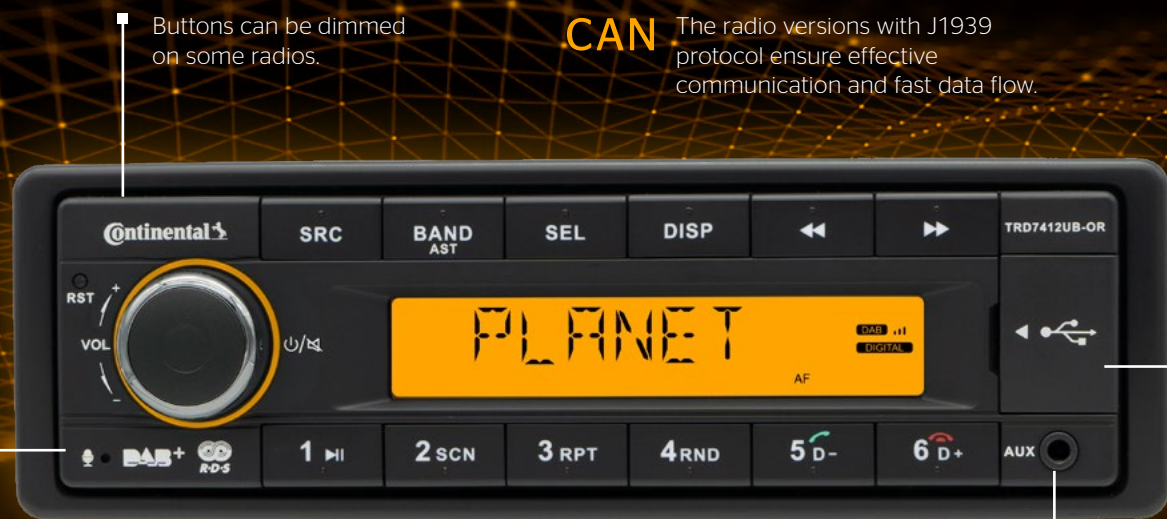 Buttons can be dimmed
on some radios.
CAN
The radio versions with J1939
protocol ensure effective
communication and fast data flow.
Continental
SRC
BAND
AST
SEL
DISP
TRD7412UB-OR
RST
+
VOL
-
PLANET
DAB
DIGITAL
AF
DAB+
R·D·S
1
2 SCN
3 RPT
4 RND
5 D-
6 D+
AUX